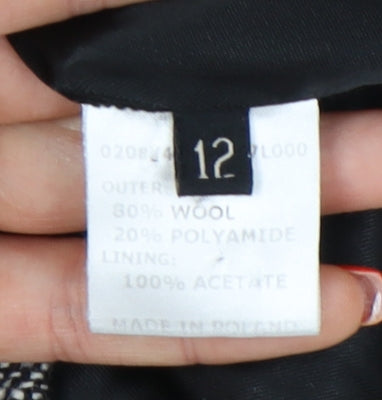 12
OUTER
80% WOOL
20% POLYAMIDE
LINING:
100% ACETATE
MADE IN POLAND